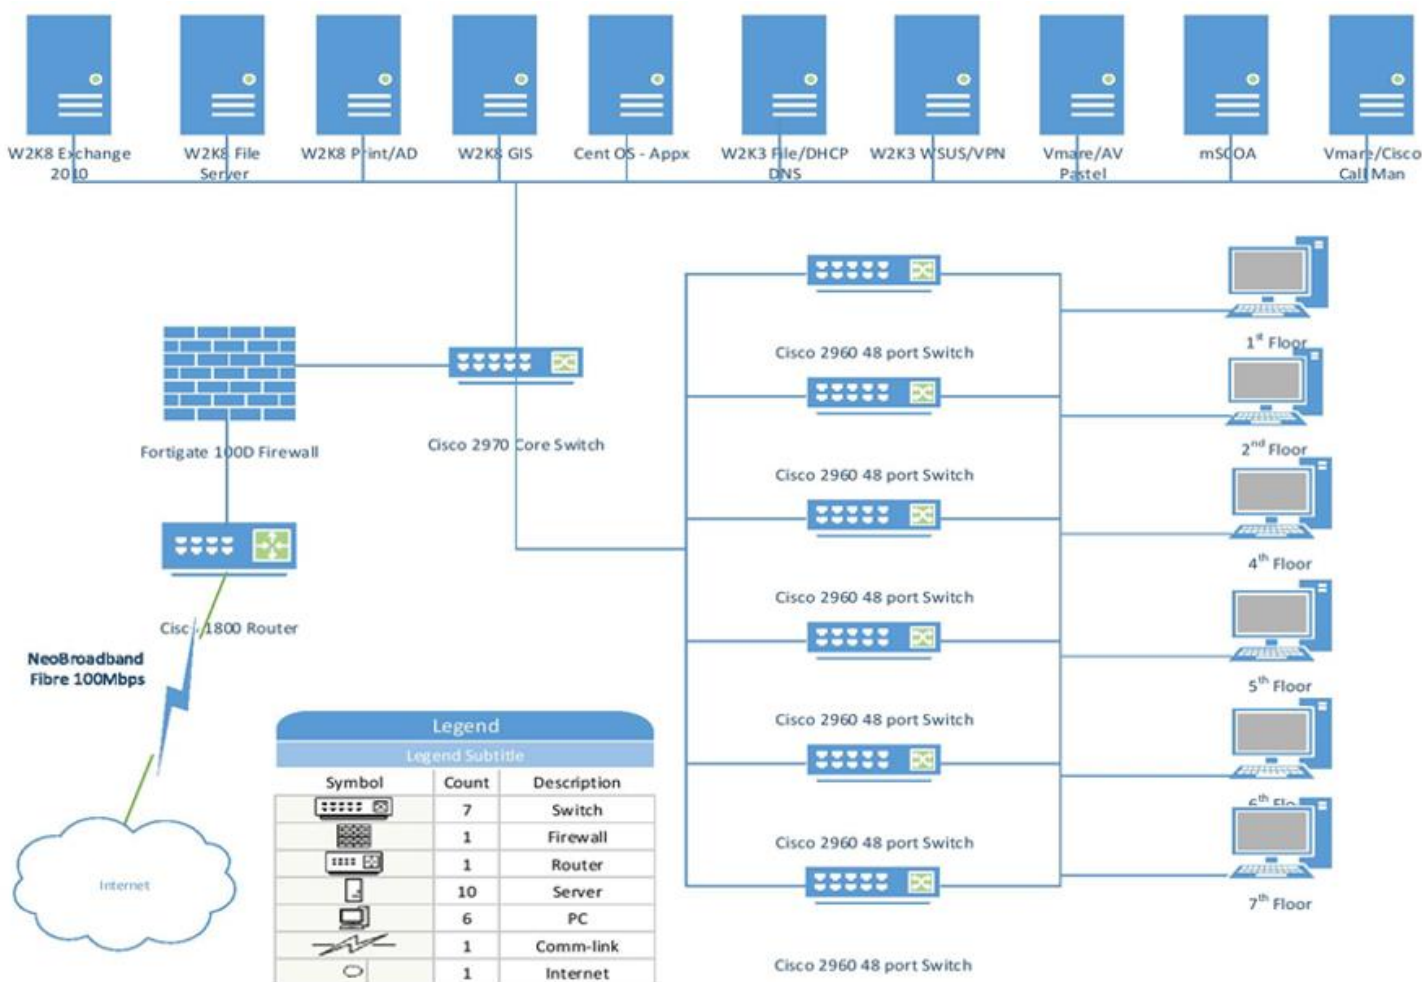 W2K8 Exchange
2010
W2K8 File
Server
W2K8 Print/AD
W2K8 GIS
Cent OS - Appx
W2K3 File/DHCP
DNS
W2K3 WSUS/VPN
Vmare/AV
Pastel
mSCOA
Vmare/Cisco
Call Man
1st Floor
Cisco 2960 48 port Switch
Fortigate 100D Firewall
Cisco 2970 Core Switch
2nd Floor
Cisco 2960 48 port Switch
4th Floor
Cisco 2960 48 port Switch
Cisco 1800 Router
NeoBroadband
Fibre 100Mbps
5th Floor
Cisco 2960 48 port Switch
6th Floor
Cisco 2960 48 port Switch
7th Floor
Cisco 2960 48 port Switch
Internet
Legend
Legend Subtitle
Symbol Count Description
7 Switch
1 Firewall
1 Router
10 Server
6 PC
1 Comm-link
1 Internet